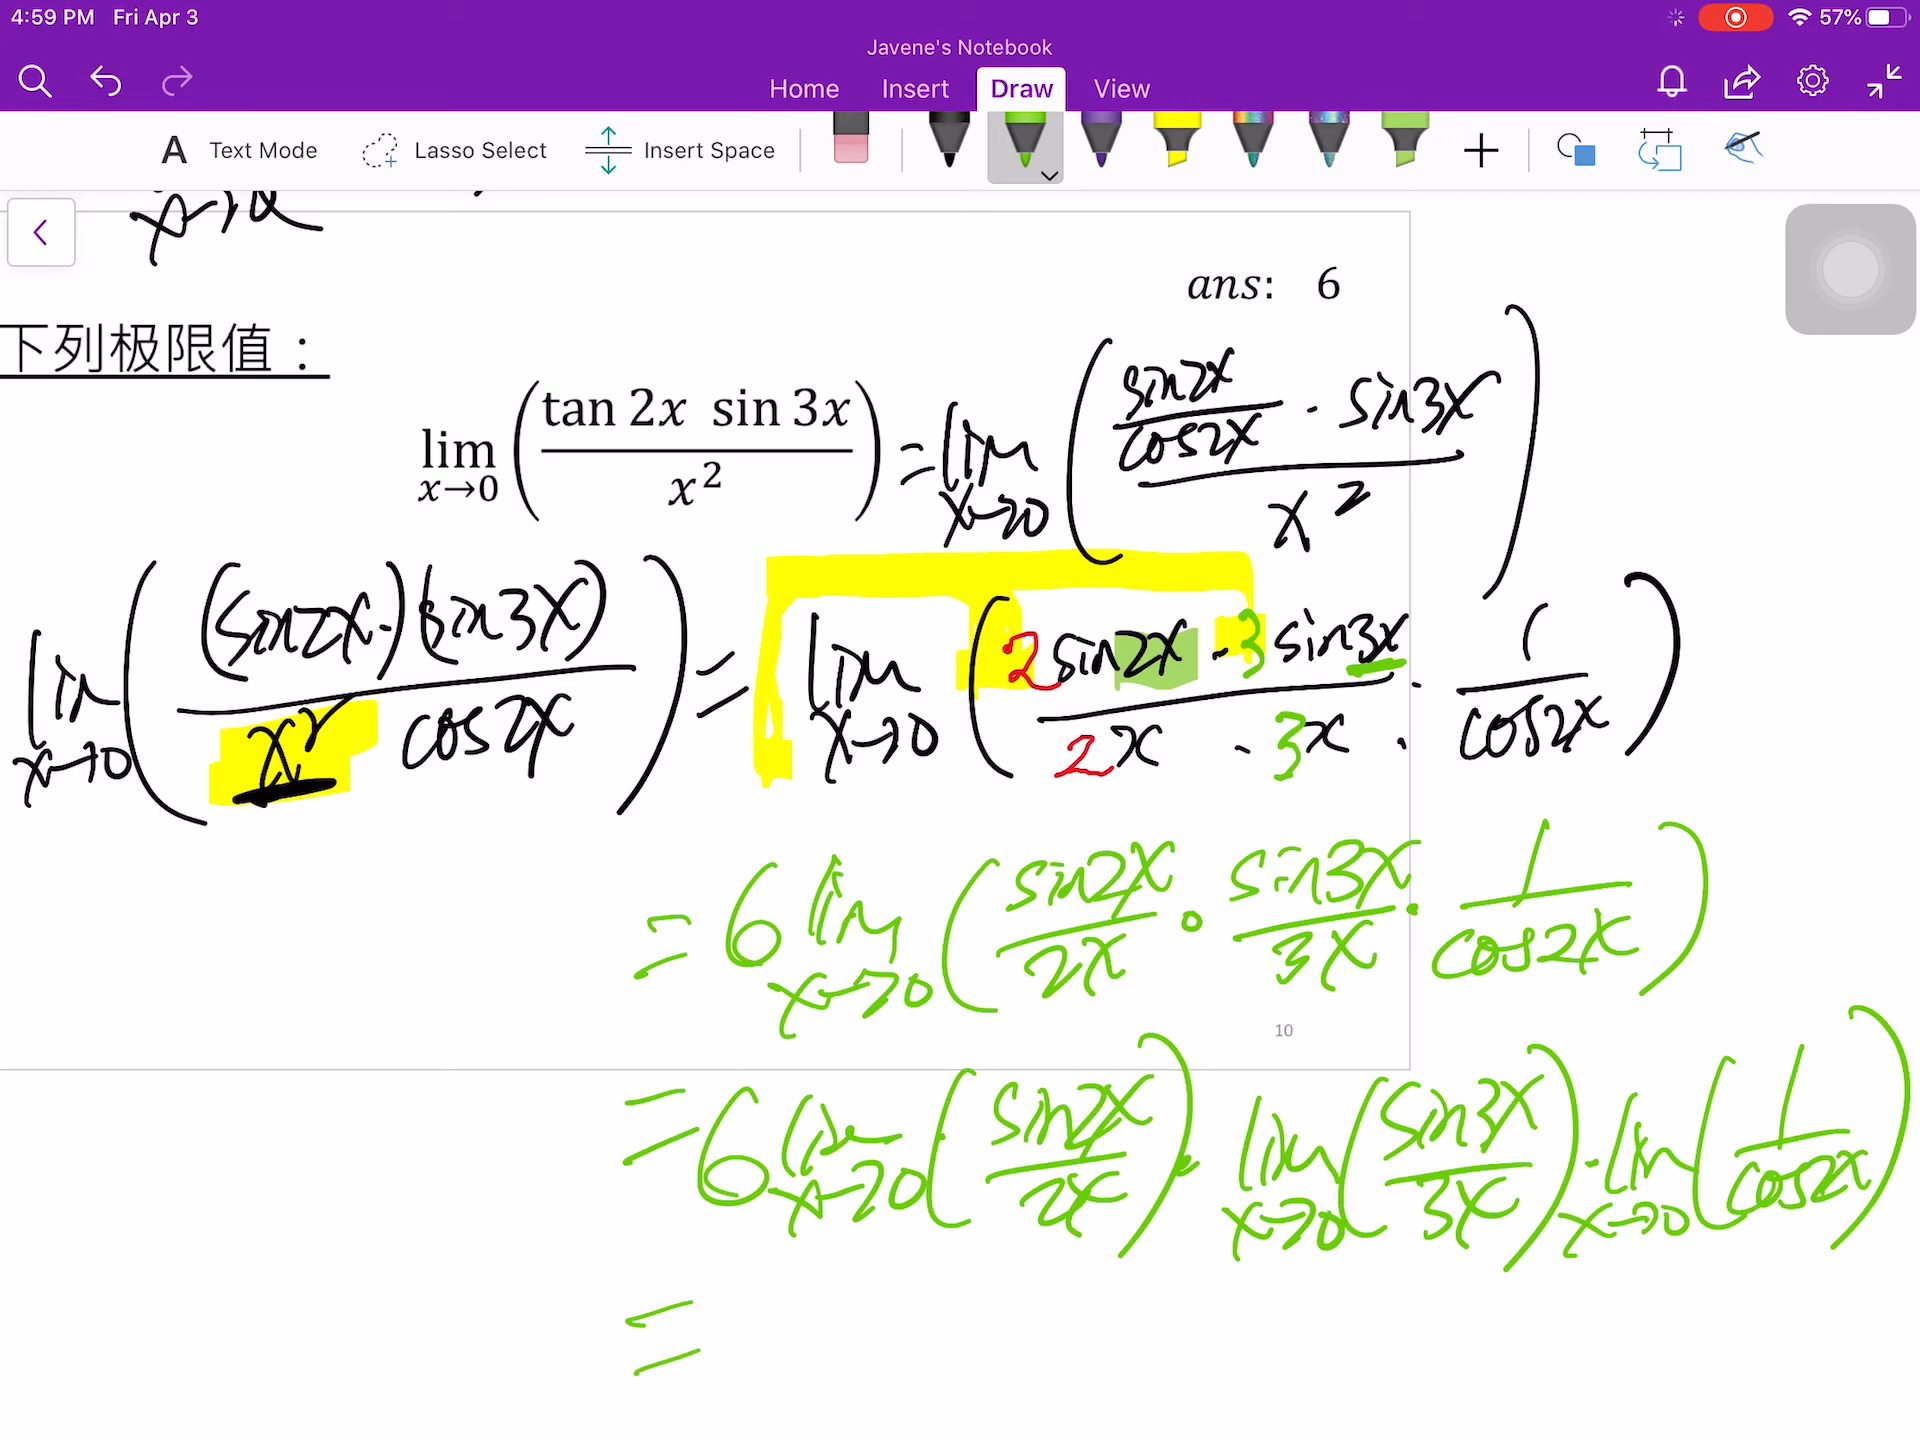 4:59 PM Fri Apr 3 57%
Javene's Notebook
Home Insert Draw View
A Text Mode Lasso Select Insert Space
x→a
ans: 6
下列极限值：
lim x→0 (tan 2x sin 3x / x²) = lim x→0 (sin2x/cos2x · sin3x / x²)
lim x→0 ((sin2x·)(sin3x) / x² cos2x) = lim x→0 (2 sin2x · 3 sin3x / 2x · 3x · 1/cos2x)
= 6 lim x→0 (sin2x/2x · sin3x/3x · 1/cos2x)
10
= 6 lim x→0 (sin2x/2x) · lim x→0 (sin3x/3x) · lim x→0 (1/cos2x)
=